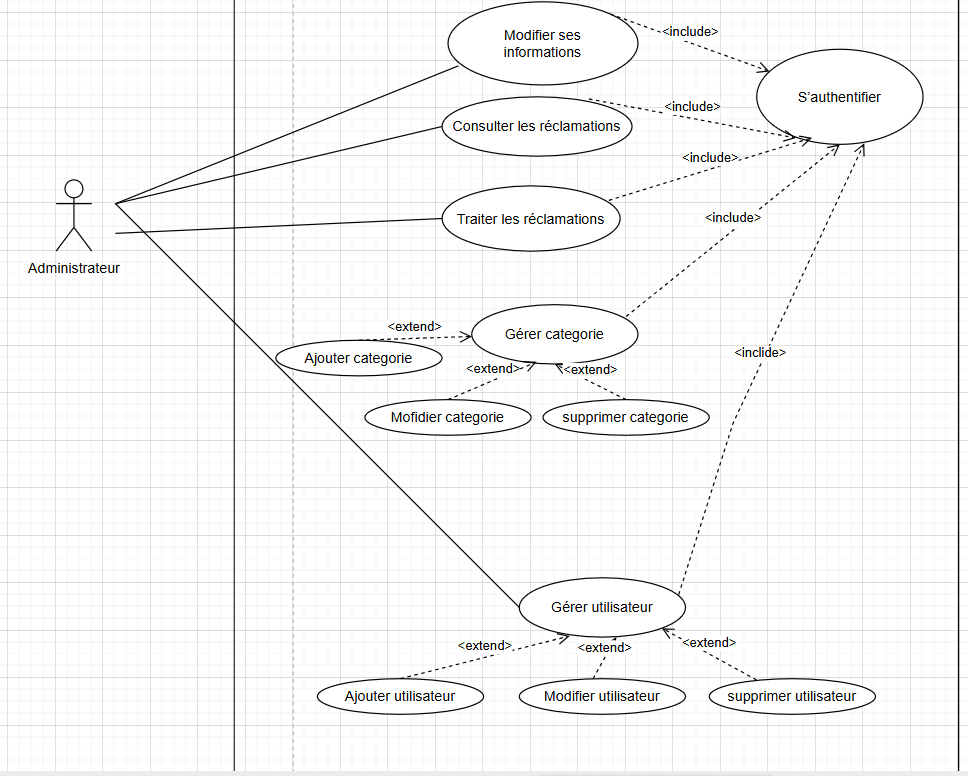 Modifier ses
informations
<include>
S'authentifier
Consulter les réclamations
<include>
<include>
Traiter les réclamations
<include>
Administrateur
<extend>
Gérer categorie
<inclide>
Ajouter categorie
<extend>
<extend>
Mofidier categorie
supprimer categorie
Gérer utilisateur
<extend>
<extend>
<extend>
Ajouter utilisateur
Modifier utilisateur
supprimer utilisateur